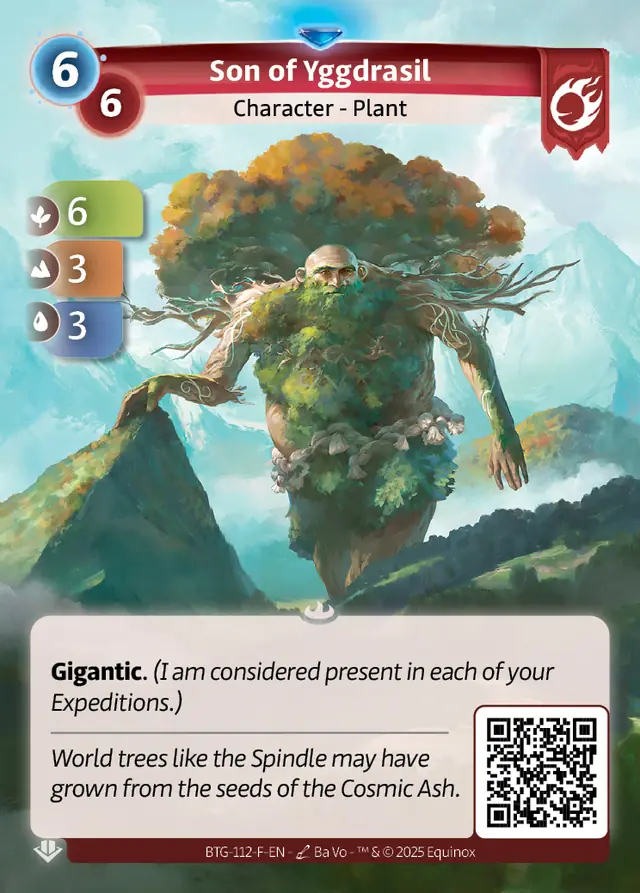 6
Son of Yggdrasil
6
Character - Plant
6
3
3
Gigantic. (I am considered present in each of your
Expeditions.)
World trees like the Spindle may have
grown from the seeds of the Cosmic Ash.
BTG-112-F-EN - Ba Vo - ™ & © 2025 Equinox